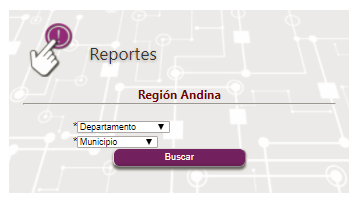 Reportes
Región Andina
*Departamento
*Municipio
Buscar